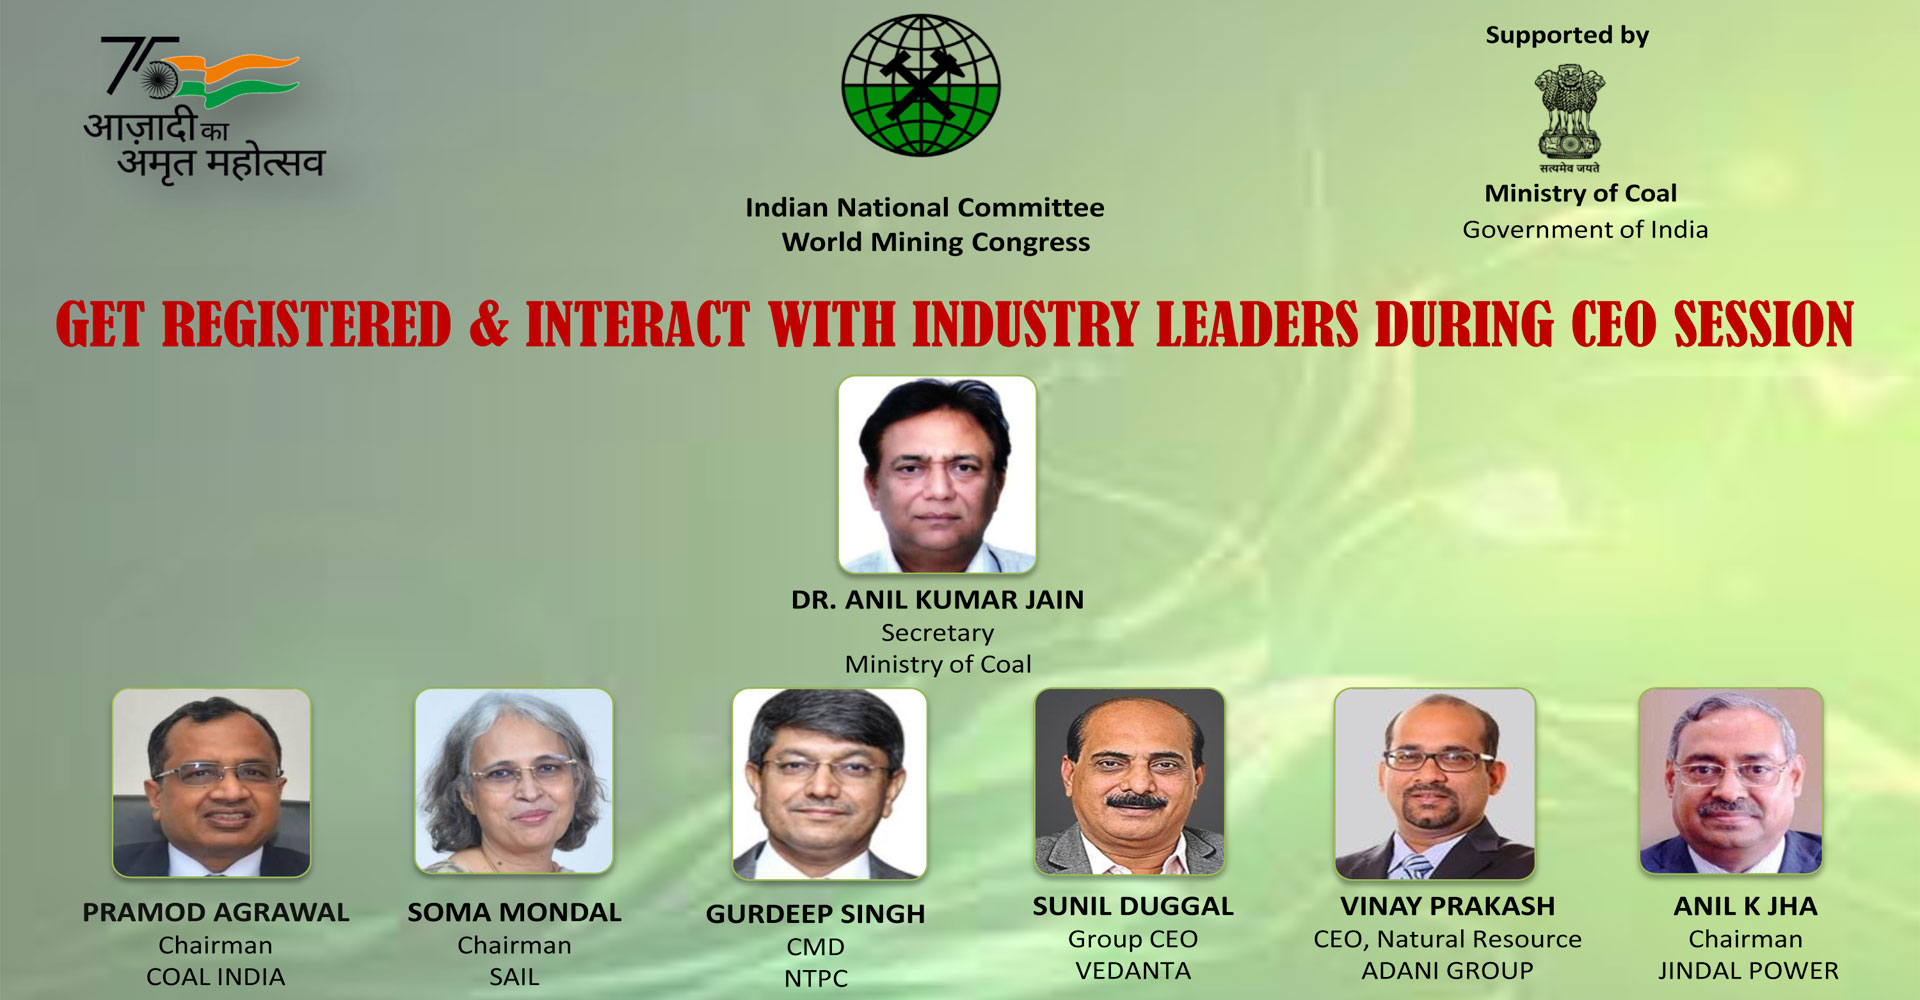 75
आज़ादी का
अमृत महोत्सव
Indian National Committee
World Mining Congress
Supported by
सत्यमेव जयते
Ministry of Coal
Government of India
GET REGISTERED & INTERACT WITH INDUSTRY LEADERS DURING CEO SESSION
DR. ANIL KUMAR JAIN
Secretary
Ministry of Coal
PRAMOD AGRAWAL
Chairman
COAL INDIA
SOMA MONDAL
Chairman
SAIL
GURDEEP SINGH
CMD
NTPC
SUNIL DUGGAL
Group CEO
VEDANTA
VINAY PRAKASH
CEO, Natural Resource
ADANI GROUP
ANIL K JHA
Chairman
JINDAL POWER